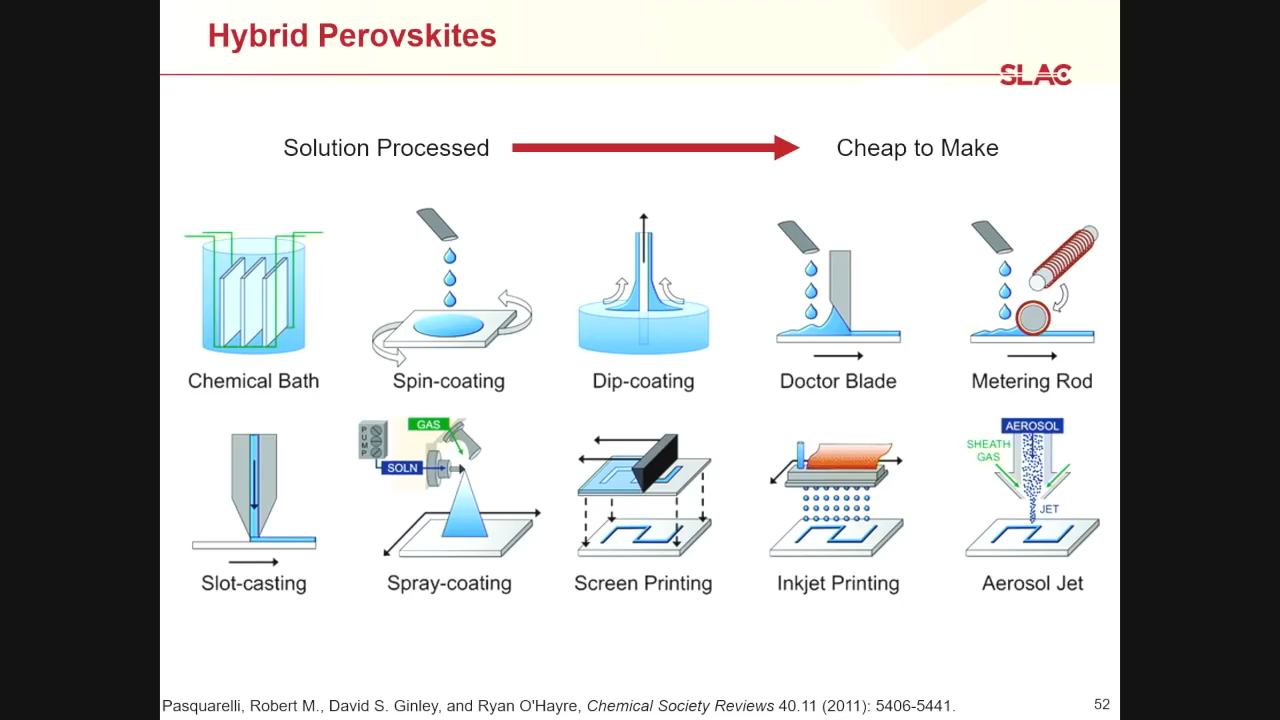 Hybrid Perovskites
SLAC
Solution Processed
Cheap to Make
Chemical Bath
Spin-coating
Dip-coating
Doctor Blade
Metering Rod
PUMP
GAS
SOLN
AEROSOL
SHEATH
GAS
JET
Slot-casting
Spray-coating
Screen Printing
Inkjet Printing
Aerosol Jet
Pasquarelli, Robert M., David S. Ginley, and Ryan O'Hayre, Chemical Society Reviews 40.11 (2011): 5406-5441.
52